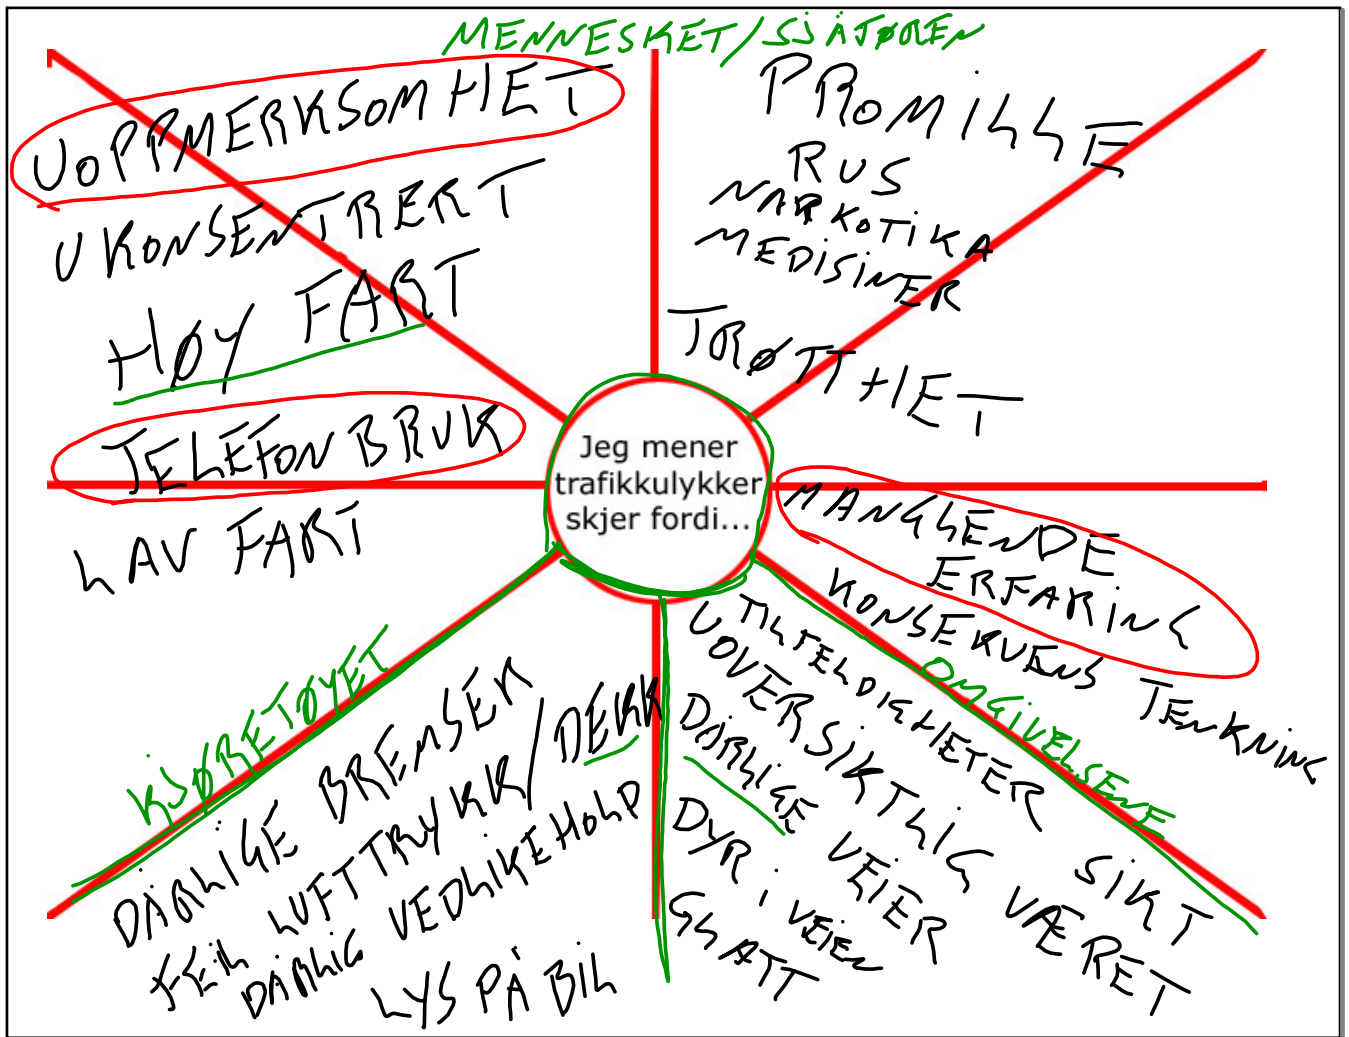 MENNESKET/SJÅFØREN
UOPPMERKSOMHET
UKONSENTRERT
HØY FART
TELEFONBRUK
LAV FART
PROMILLE
RUS
NARKOTIKA
MEDISINER
TRØTTHET
Jeg mener
trafikkulykker
skjer fordi...
MANGLENDE
ERFARING
KONSEKVENS TENKNING
KJØRETØYET
DÅRLIGE BREMSER
FEIL LUFTTRYKK/DEKK
DÅRLIG VEDLIKEHOLD
LYS PÅ BIL
OMGIVELSENE
TILFELDIGHETER
UOVERSIKTLIG SIKT
DÅRLIGE VEIER VÆRET
DYR I VEIEN
GLATT